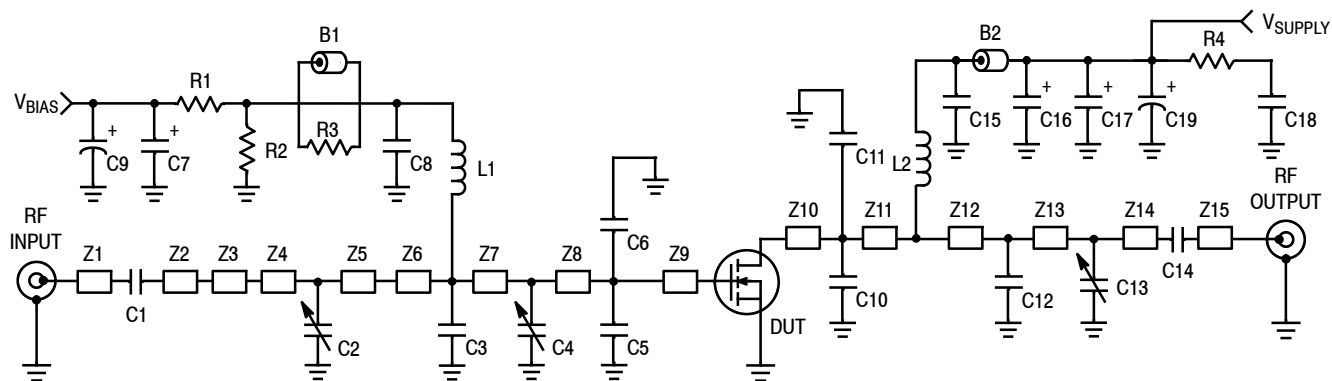 B1
B2
V_SUPPLY
R4
R1
V_BIAS
+
+
+
+
+
C9
C7
R2
R3
C8
L1
C15
C16
C17
C19
C18
C11
L2
C6
RF
INPUT
RF
OUTPUT
Z1
Z2
Z3
Z4
Z5
Z6
Z7
Z8
Z9
Z10
Z11
Z12
Z13
Z14
Z15
C1
C2
C3
C4
C5
DUT
C10
C12
C13
C14